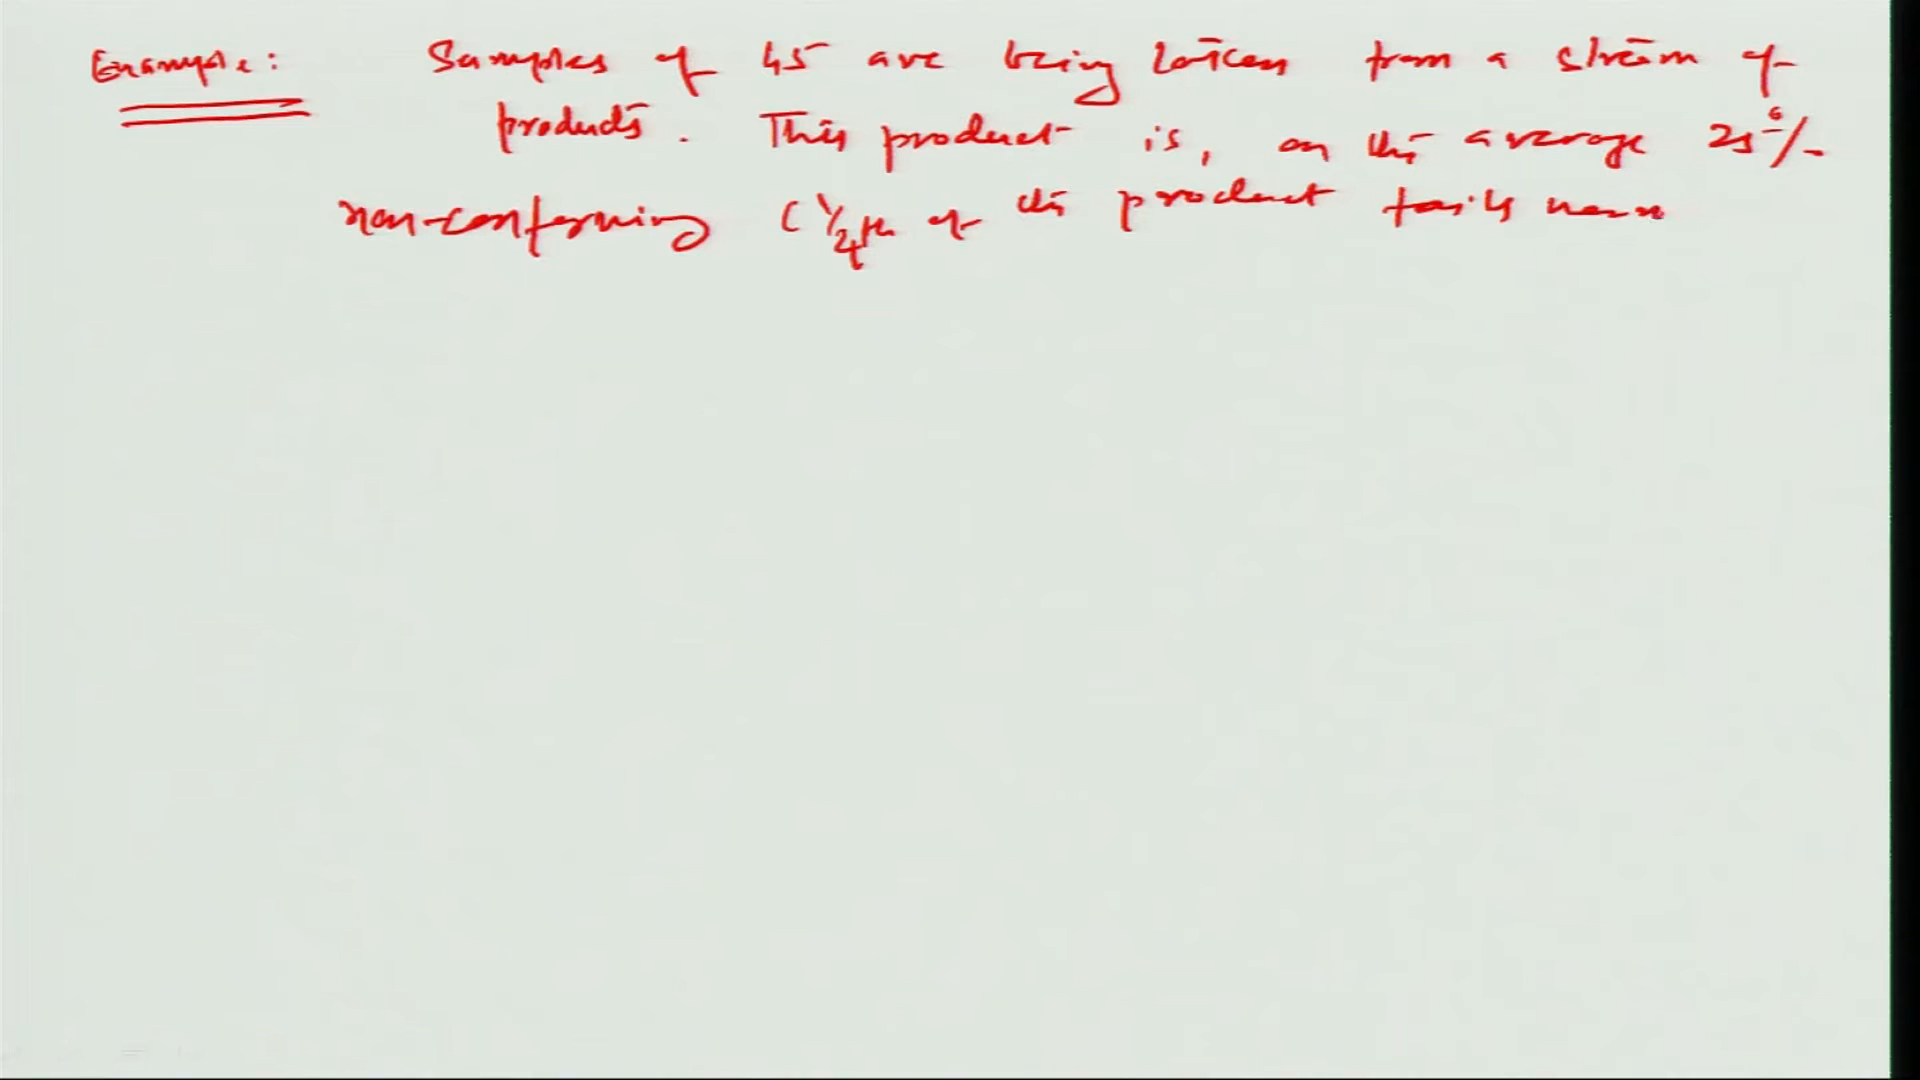 Example: Samples of 45 are being taken from a stream of
products. This product is, on the average 25%
non-conforming (1/4th of the product fails